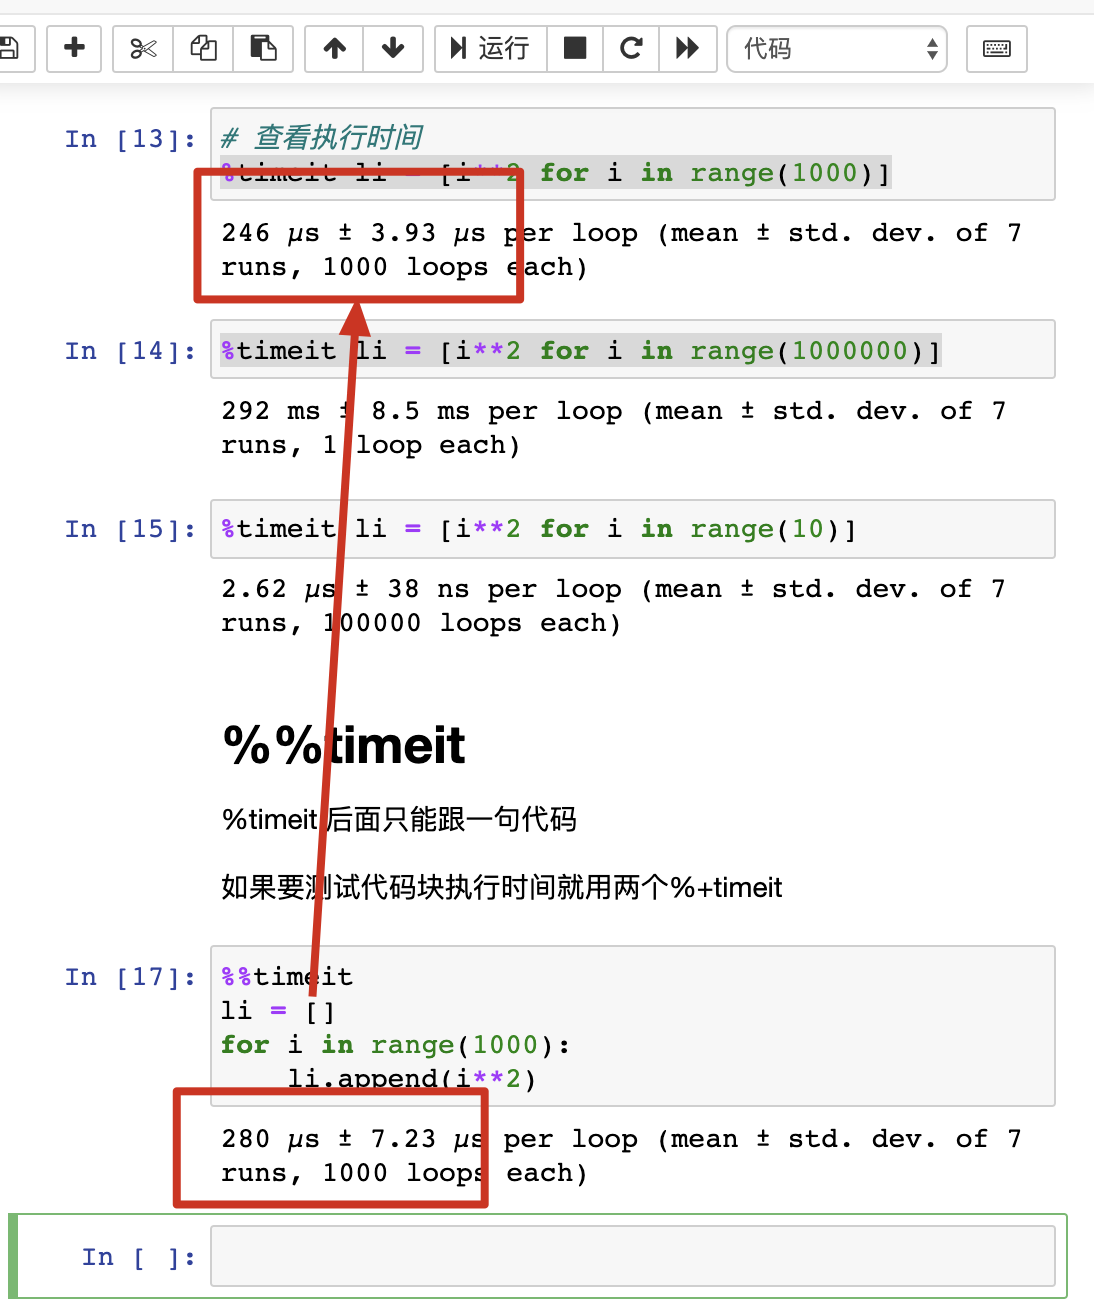 运行
代码
In [13]:
# 查看执行时间
%timeit li = [i**2 for i in range(1000)]
246 µs ± 3.93 µs per loop (mean ± std. dev. of 7
runs, 1000 loops each)
In [14]:
%timeit li = [i**2 for i in range(1000000)]
292 ms ± 8.5 ms per loop (mean ± std. dev. of 7
runs, 1 loop each)
In [15]:
%timeit li = [i**2 for i in range(10)]
2.62 µs ± 38 ns per loop (mean ± std. dev. of 7
runs, 100000 loops each)
%%timeit
%timeit 后面只能跟一句代码
如果要测试代码块执行时间就用两个%+timeit
In [17]:
%%timeit
li = []
for i in range(1000):
    li.append(i**2)
280 µs ± 7.23 µs per loop (mean ± std. dev. of 7
runs, 1000 loops each)
In [ ]: